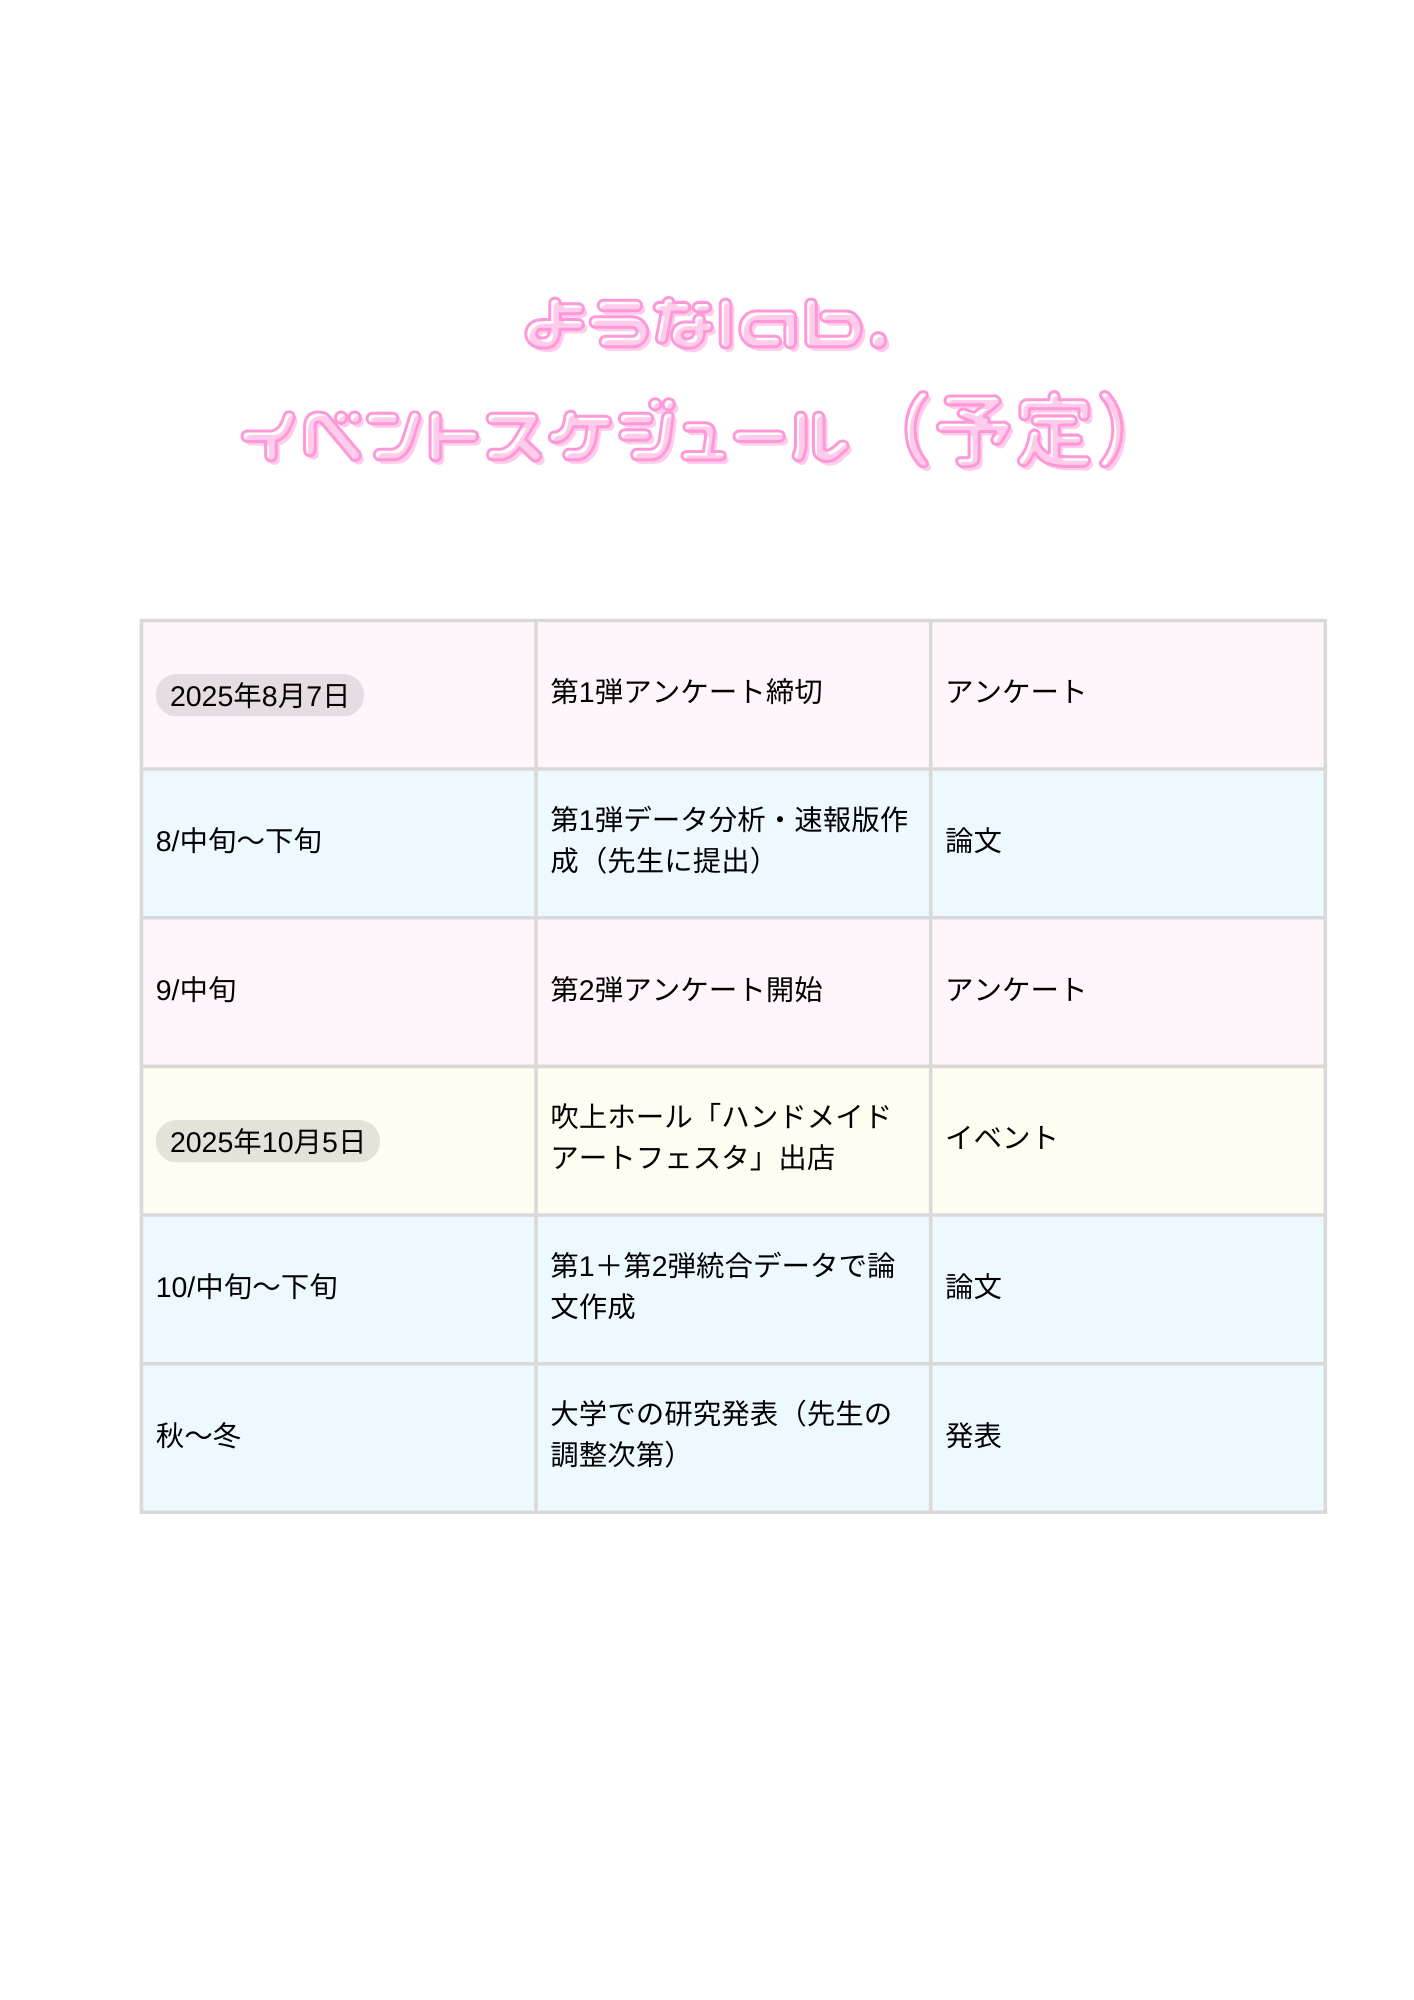 ような lab.
イベントスケジュール（予定）
2025年8月7日
第1弾アンケート締切
アンケート
8/中旬〜下旬
第1弾データ分析・速報版作
成（先生に提出）
論文
9/中旬
第2弾アンケート開始
アンケート
2025年10月5日
吹上ホール「ハンドメイド
アートフェスタ」出店
イベント
10/中旬〜下旬
第1＋第2弾統合データで論
文作成
論文
秋〜冬
大学での研究発表（先生の
調整次第）
発表